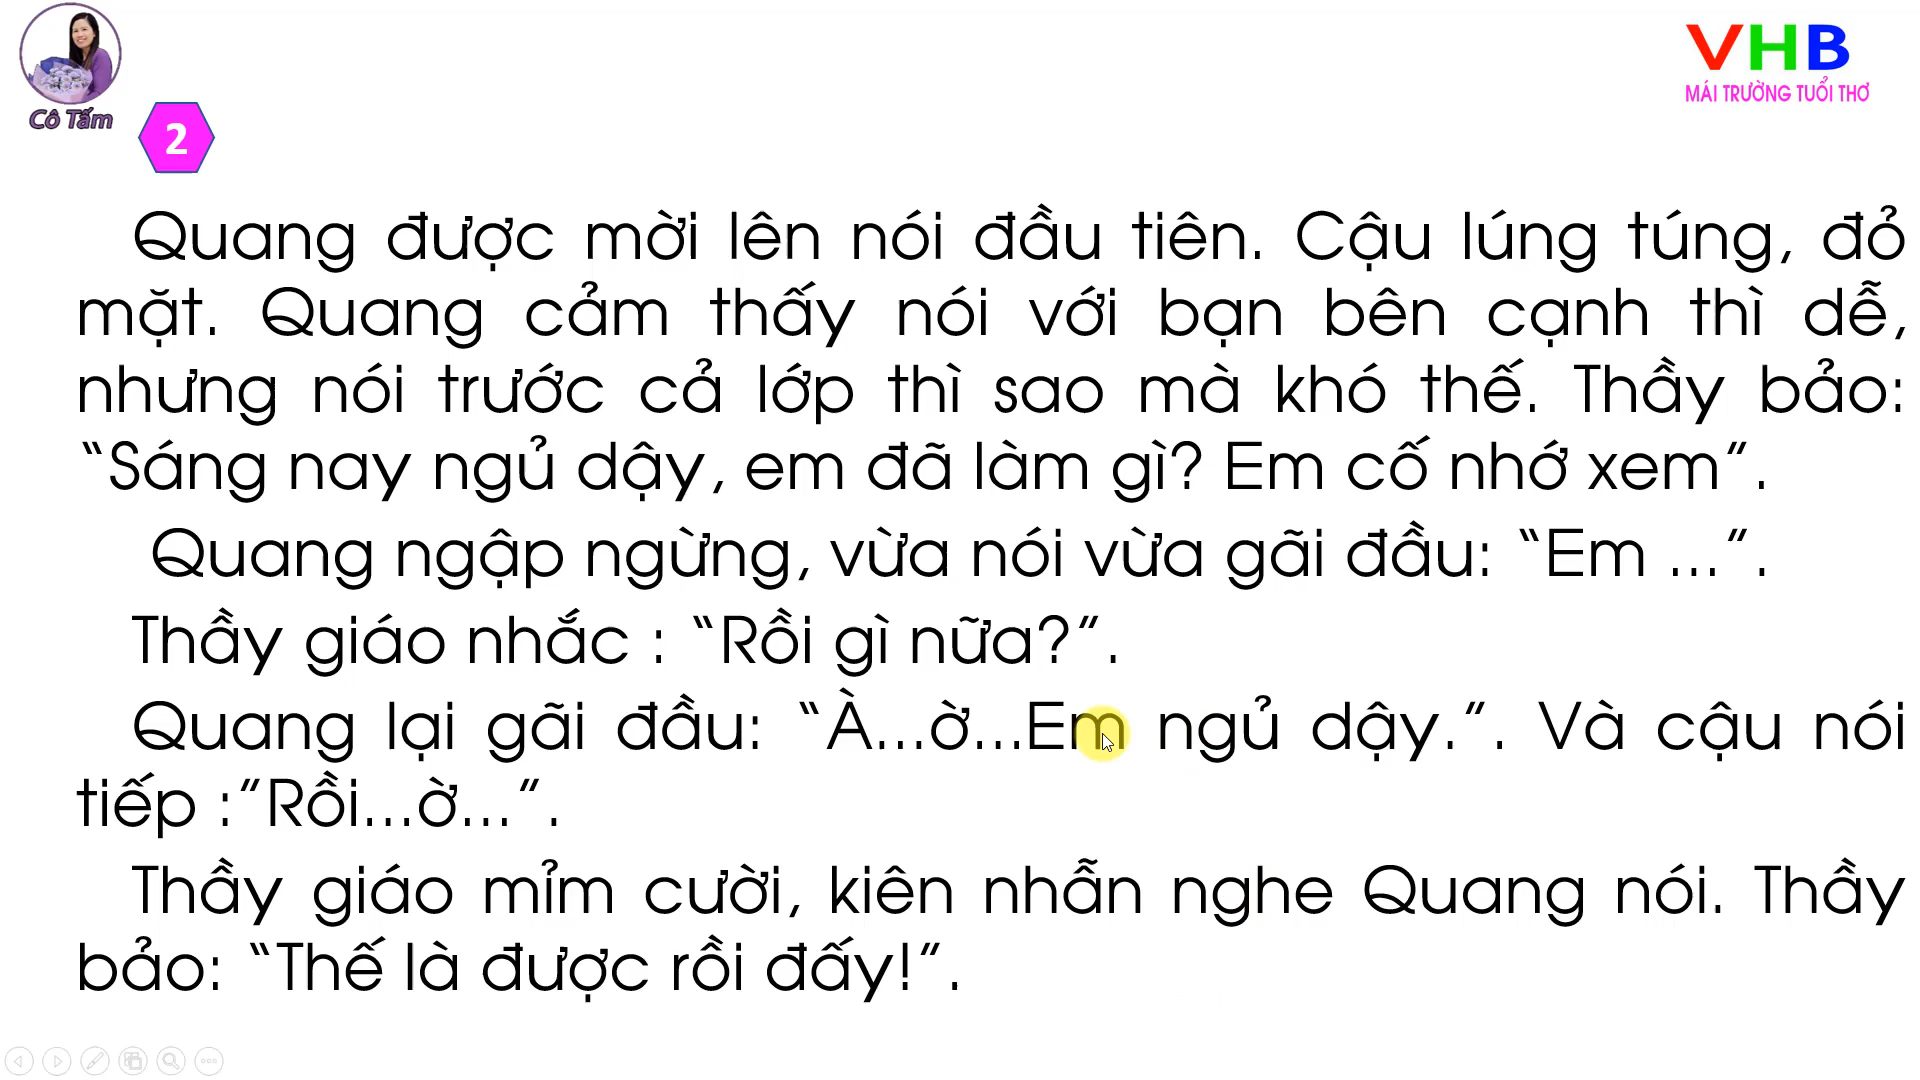 Cô Tấm
VHB
MÁI TRƯỜNG TUỔI THƠ
2
Quang được mời lên nói đầu tiên. Cậu lúng túng, đỏ
mặt. Quang cảm thấy nói với bạn bên cạnh thì dễ,
nhưng nói trước cả lớp thì sao mà khó thế. Thầy bảo:
“Sáng nay ngủ dậy, em đã làm gì? Em cố nhớ xem”.
Quang ngập ngừng, vừa nói vừa gãi đầu: “Em ...”.
Thầy giáo nhắc : “Rồi gì nữa?”.
Quang lại gãi đầu: “À...ờ...Em ngủ dậy.”. Và cậu nói
tiếp :”Rồi...ờ...”.
Thầy giáo mỉm cười, kiên nhẫn nghe Quang nói. Thầy
bảo: “Thế là được rồi đấy!”.